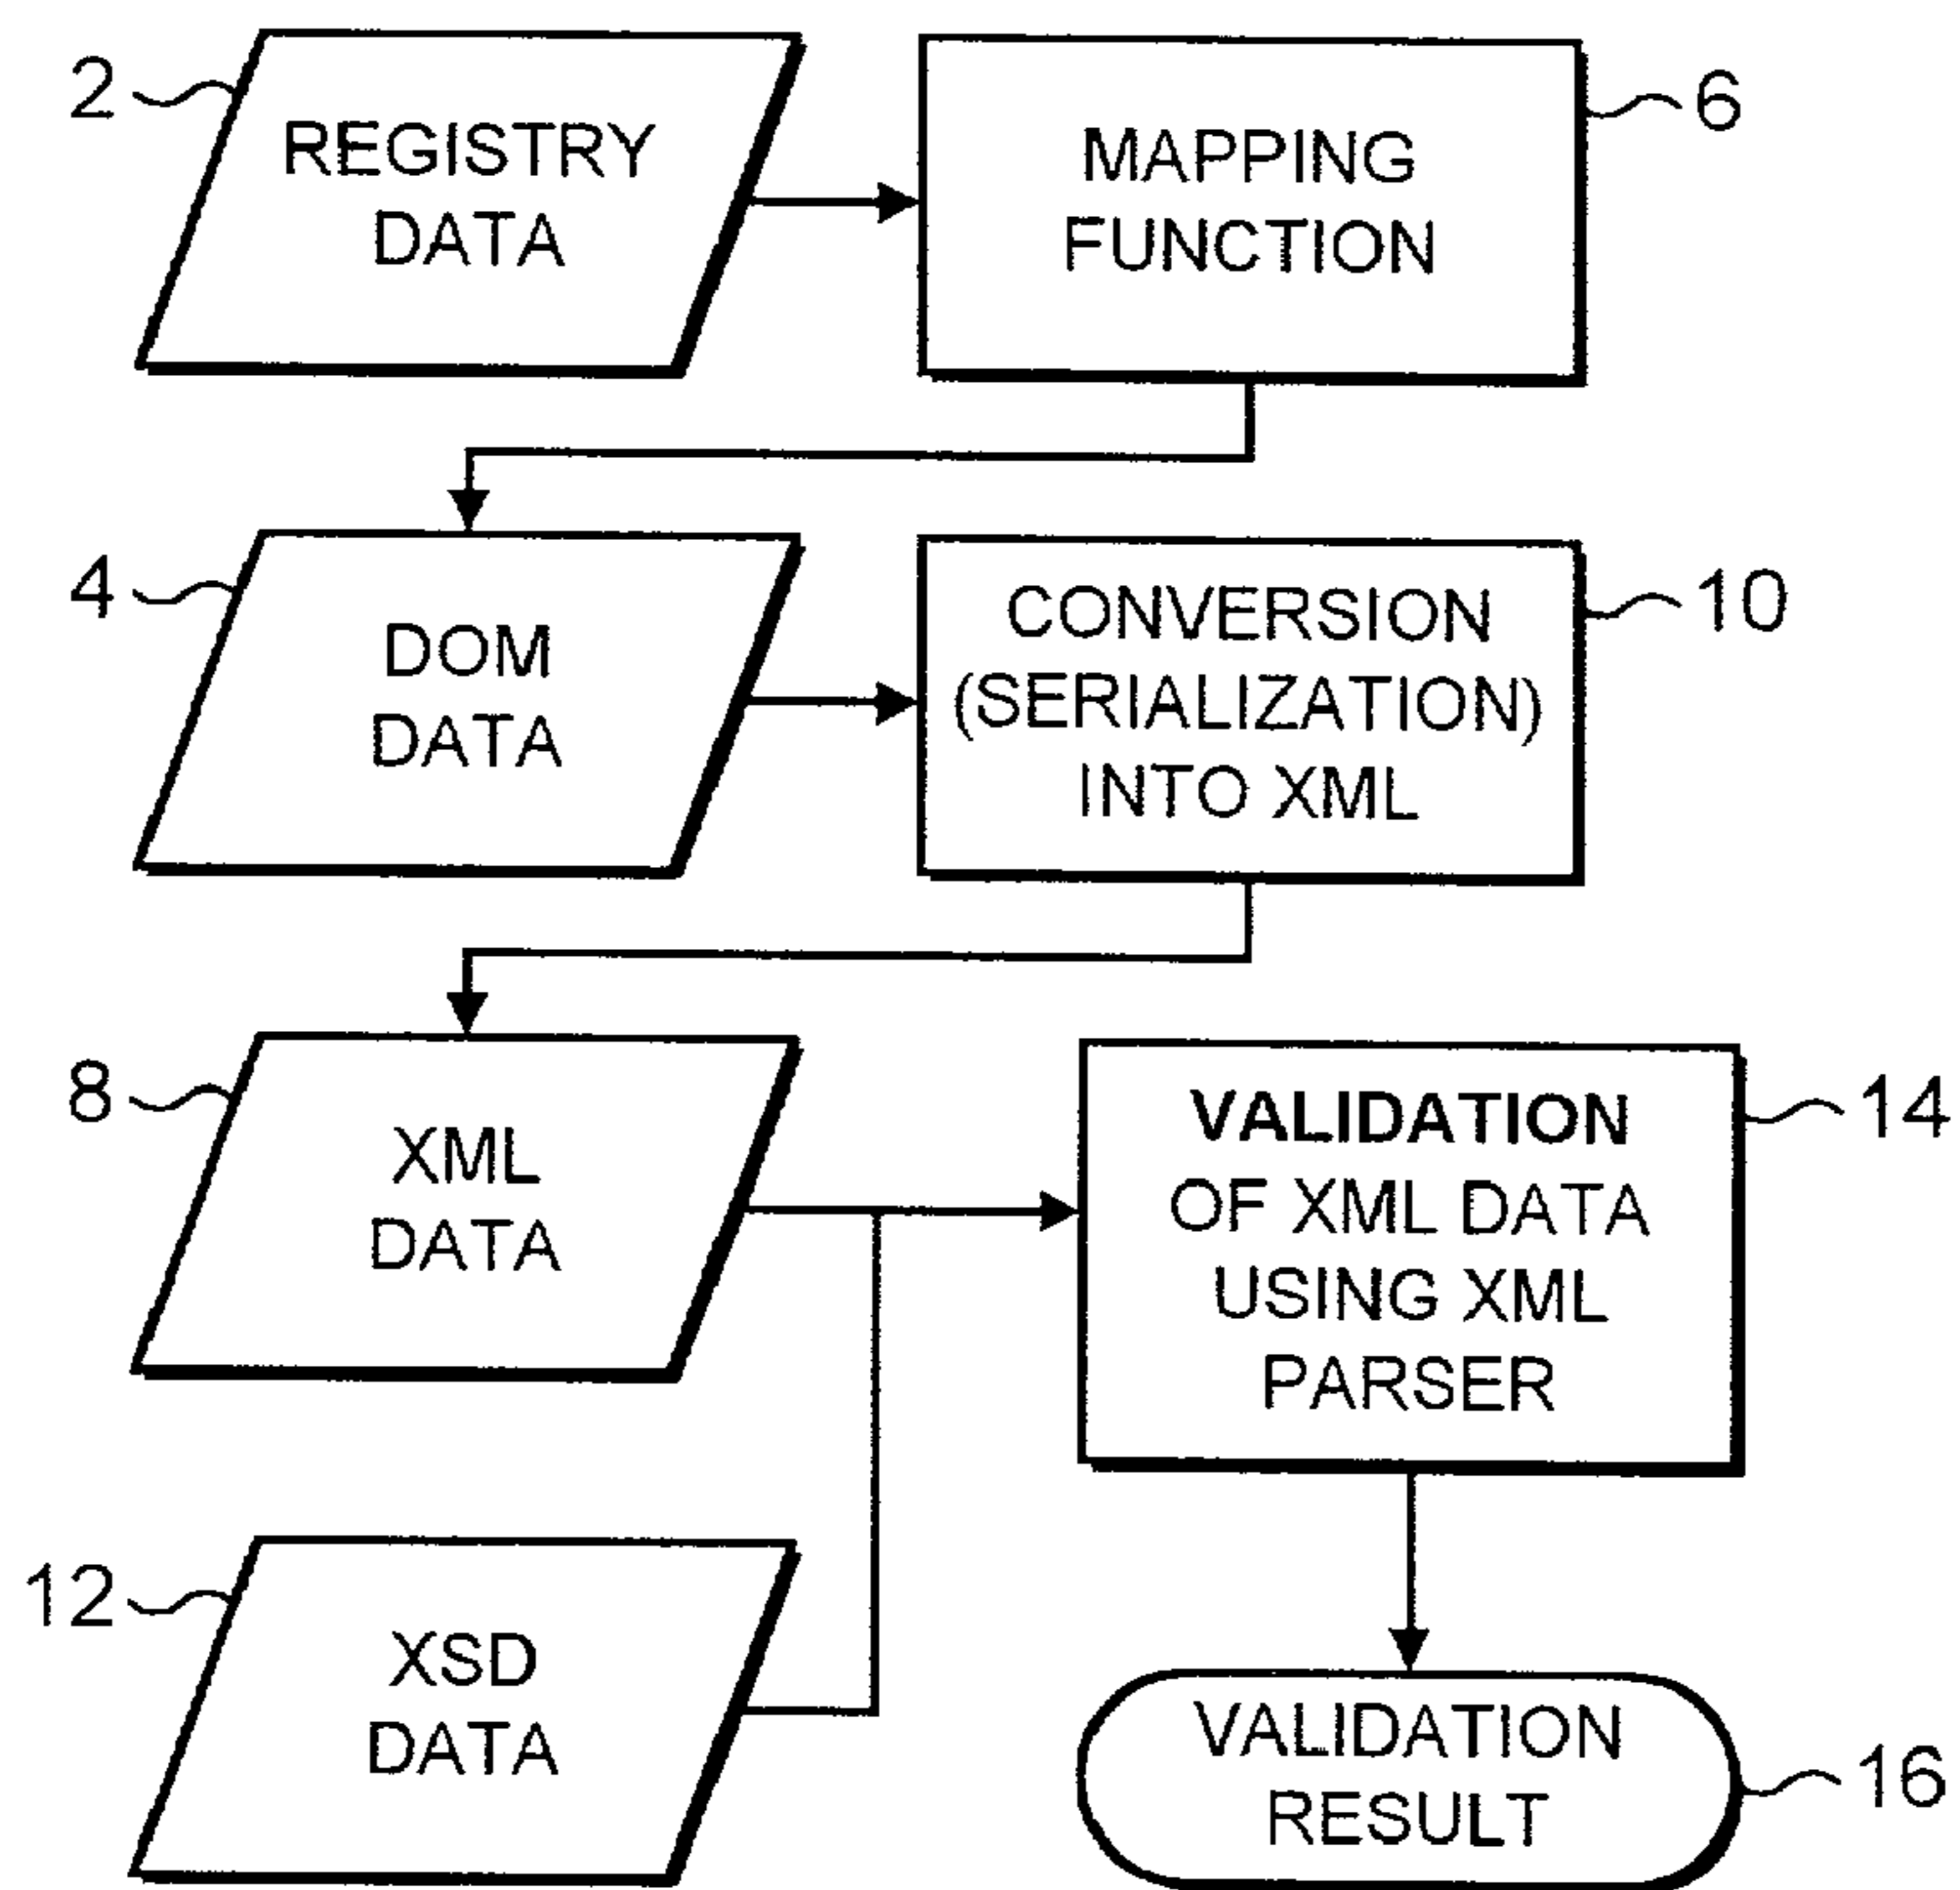 2
REGISTRY
DATA
MAPPING
FUNCTION
6
4
DOM
DATA
CONVERSION
(SERIALIZATION)
INTO XML
10
8
XML
DATA
VALIDATION
OF XML DATA
USING XML
PARSER
14
12
XSD
DATA
VALIDATION
RESULT
16